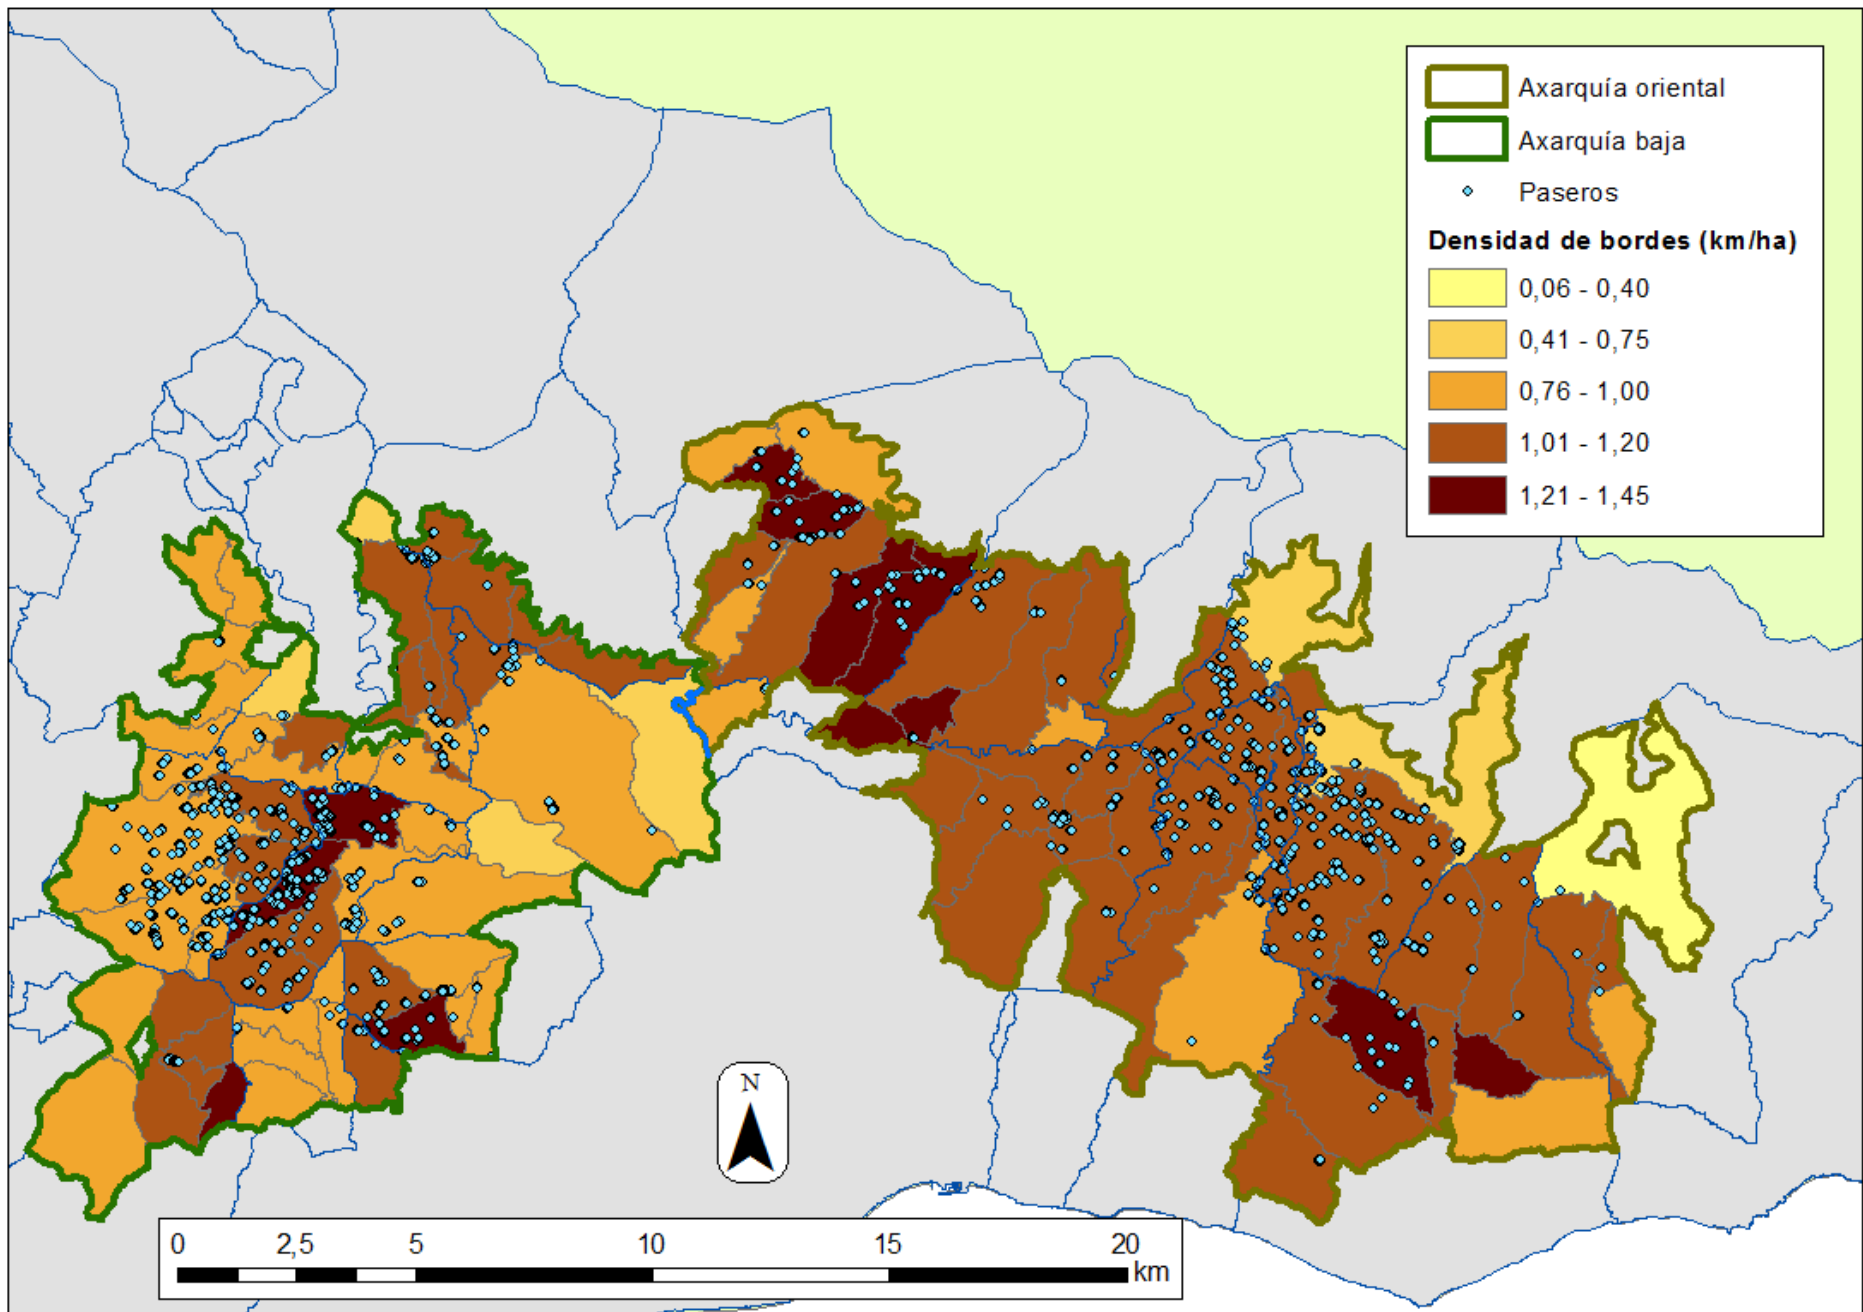 Axarquía oriental
Axarquía baja
Paseros
Densidad de bordes (km/ha)
0,06 - 0,40
0,41 - 0,75
0,76 - 1,00
1,01 - 1,20
1,21 - 1,45
N
0 2,5 5 10 15 20
km